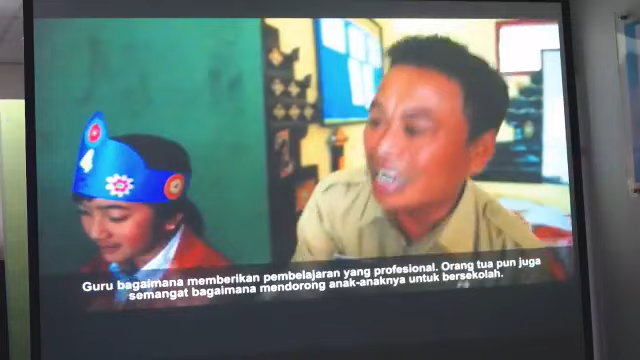 Guru bagaimana memberikan pembelajaran yang profesional. Orang tua pun juga
semangat bagaimana mendorong anak-anaknya untuk bersekolah.